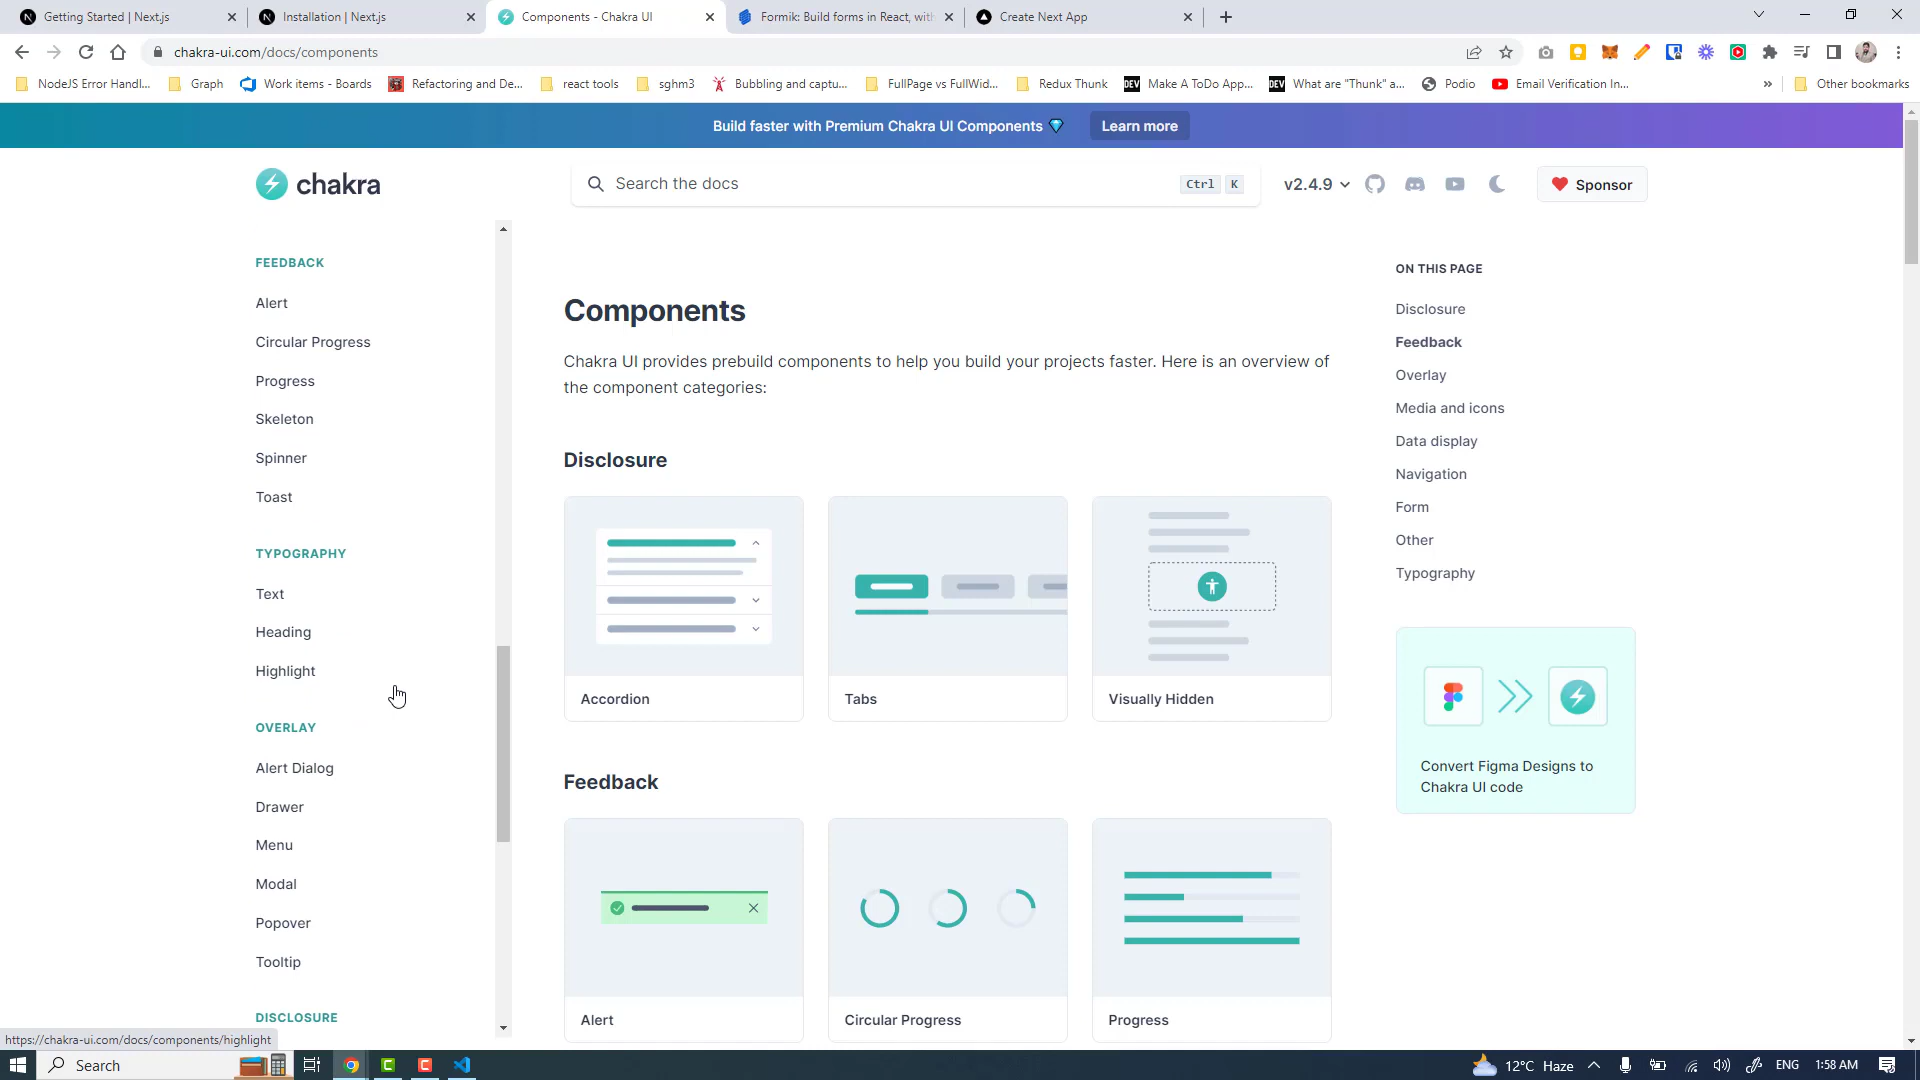 Getting Started | Next.js
Installation | Next.js
Components - Chakra UI
Formik: Build forms in React, wit
Create Next App
chakra-ui.com/docs/components
NodeJS Error Handl...
Graph
Work items - Boards
Refactoring and De...
react tools
sghm3
Bubbling and captu...
FullPage vs FullWid...
Redux Thunk
DEV Make A ToDo App...
DEV What are "Thunk" a...
Podio
Email Verification In...
»
Other bookmarks
Build faster with Premium Chakra UI Components
Learn more
chakra
Search the docs
Ctrl K
v2.4.9
Sponsor
FEEDBACK
Alert
Circular Progress
Progress
Skeleton
Spinner
Toast
TYPOGRAPHY
Text
Heading
Highlight
OVERLAY
Alert Dialog
Drawer
Menu
Modal
Popover
Tooltip
DISCLOSURE
Components
Chakra UI provides prebuild components to help you build your projects faster. Here is an overview of
the component categories:
Disclosure
Accordion
Tabs
Visually Hidden
Feedback
Alert
Circular Progress
Progress
ON THIS PAGE
Disclosure
Feedback
Overlay
Media and icons
Data display
Navigation
Form
Other
Typography
Convert Figma Designs to
Chakra UI code
https://chakra-ui.com/docs/components/highlight
Search
12°C Haze
ENG
1:58 AM